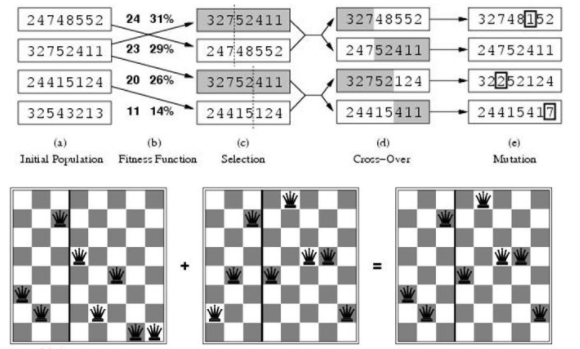 24748552 24 31% 32752411 32748552 32748152
32752411 23 29% 24748552 24752411 24752411
24415124 20 26% 32752411 32752124 32252124
32543213 11 14% 24415124 24415411 24415417
(a) (b) (c) (d) (e)
Initial Population Fitness Function Selection Cross-Over Mutation
+ =